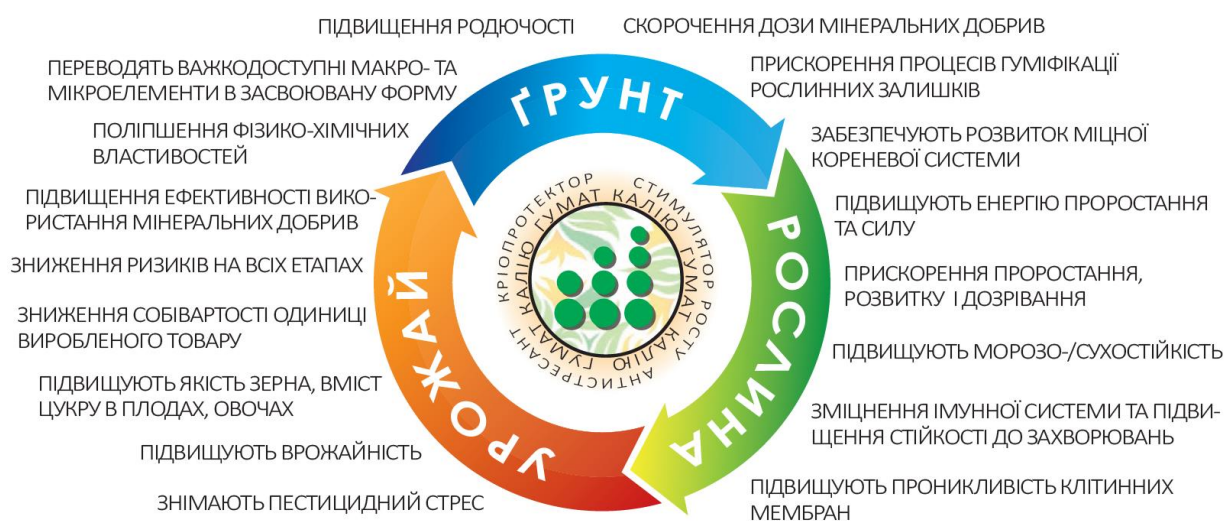 ПІДВИЩЕННЯ РОДЮЧОСТІ
ПЕРЕВОДЯТЬ ВАЖКОДОСТУПНІ МАКРО- ТА
МІКРОЕЛЕМЕНТИ В ЗАСВОЮВАНУ ФОРМУ
ПОЛІПШЕННЯ ФІЗИКО-ХІМІЧНИХ
ВЛАСТИВОСТЕЙ
ПІДВИЩЕННЯ ЕФЕКТИВНОСТІ ВИКО-
РИСТАННЯ МІНЕРАЛЬНИХ ДОБРИВ
ЗНИЖЕННЯ РИЗИКІВ НА ВСІХ ЕТАПАХ
ЗНИЖЕННЯ СОБІВАРТОСТІ ОДИНИЦІ
ВИРОБЛЕНОГО ТОВАРУ
ПІДВИЩУЮТЬ ЯКІСТЬ ЗЕРНА, ВМІСТ
ЦУКРУ В ПЛОДАХ, ОВОЧАХ
ПІДВИЩУЮТЬ ВРОЖАЙНІСТЬ
ЗНІМАЮТЬ ПЕСТИЦИДНИЙ СТРЕС
ҐРУНТ
РОСЛИНА
УРОЖАЙ
КРІОПРОТЕКТОР СТИМУЛЯТОР РОСТУ АНТИСТРЕСАНТ
ГУМАТ КАЛІЮ ГУМАТ КАЛІЮ ГУМАТ КАЛІЮ
СКОРОЧЕННЯ ДОЗИ МІНЕРАЛЬНИХ ДОБРИВ
ПРИСКОРЕННЯ ПРОЦЕСІВ ГУМІФІКАЦІЇ
РОСЛИННИХ ЗАЛИШКІВ
ЗАБЕЗПЕЧУЮТЬ РОЗВИТОК МІЦНОЇ
КОРЕНЕВОЇ СИСТЕМИ
ПІДВИЩУЮТЬ ЕНЕРГІЮ ПРОРОСТАННЯ
ТА СИЛУ
ПРИСКОРЕННЯ ПРОРОСТАННЯ,
РОЗВИТКУ І ДОЗРІВАННЯ
ПІДВИЩУЮТЬ МОРОЗО-/СУХОСТІЙКІСТЬ
ЗМІЦНЕННЯ ІМУННОЇ СИСТЕМИ ТА ПІДВИ-
ЩЕННЯ СТІЙКОСТІ ДО ЗАХВОРЮВАНЬ
ПІДВИЩУЮТЬ ПРОНИКЛИВІСТЬ КЛІТИННИХ
МЕМБРАН